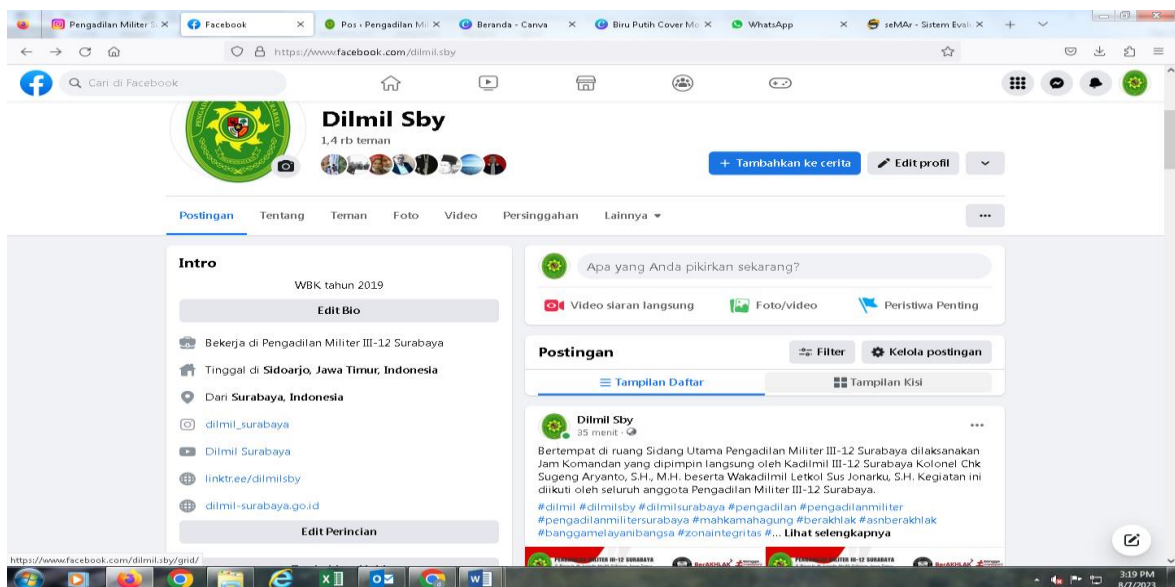 Pengadilan Militer S
Facebook
Pos ‹ Pengadilan Mil
Beranda - Canva
Biru Putih Cover Mo
WhatsApp
seMAr - Sistem Evalu
https://www.facebook.com/dilmil.sby
Cari di Facebook
Dilmil Sby
1,4 rb teman
+ Tambahkan ke cerita
Edit profil
Postingan Tentang Teman Foto Video Persinggahan Lainnya
Intro
WBK tahun 2019
Edit Bio
Bekerja di Pengadilan Militer III-12 Surabaya
Tinggal di Sidoarjo, Jawa Timur, Indonesia
Dari Surabaya, Indonesia
dilmil_surabaya
Dilmil Surabaya
linktr.ee/dilmilsby
dilmil-surabaya.go.id
Edit Perincian
Apa yang Anda pikirkan sekarang?
Video siaran langsung
Foto/video
Peristiwa Penting
Postingan
Filter
Kelola postingan
Tampilan Daftar
Tampilan Kisi
Dilmil Sby
35 menit ·
Bertempat di ruang Sidang Utama Pengadilan Militer III-12 Surabaya dilaksanakan
Jam Komandan yang dipimpin langsung oleh Kadilmil III-12 Surabaya Kolonel Chk
Sugeng Aryanto, S.H., M.H. beserta Wakadilmil Letkol Sus Jonarku, S.H. Kegiatan ini
diikuti oleh seluruh anggota Pengadilan Militer III-12 Surabaya.
#dilmil #dilmilsby #dilmilsurabaya #pengadilan #pengadilanmiliter
#pengadilanmilitersurabaya #mahkamahagung #berakhlak #asnberakhlak
#banggamelayanibangsa #zonaintegritas #... Lihat selengkapnya
https://www.facebook.com/dilmil.sby/grid/
3:19 PM
8/7/2023